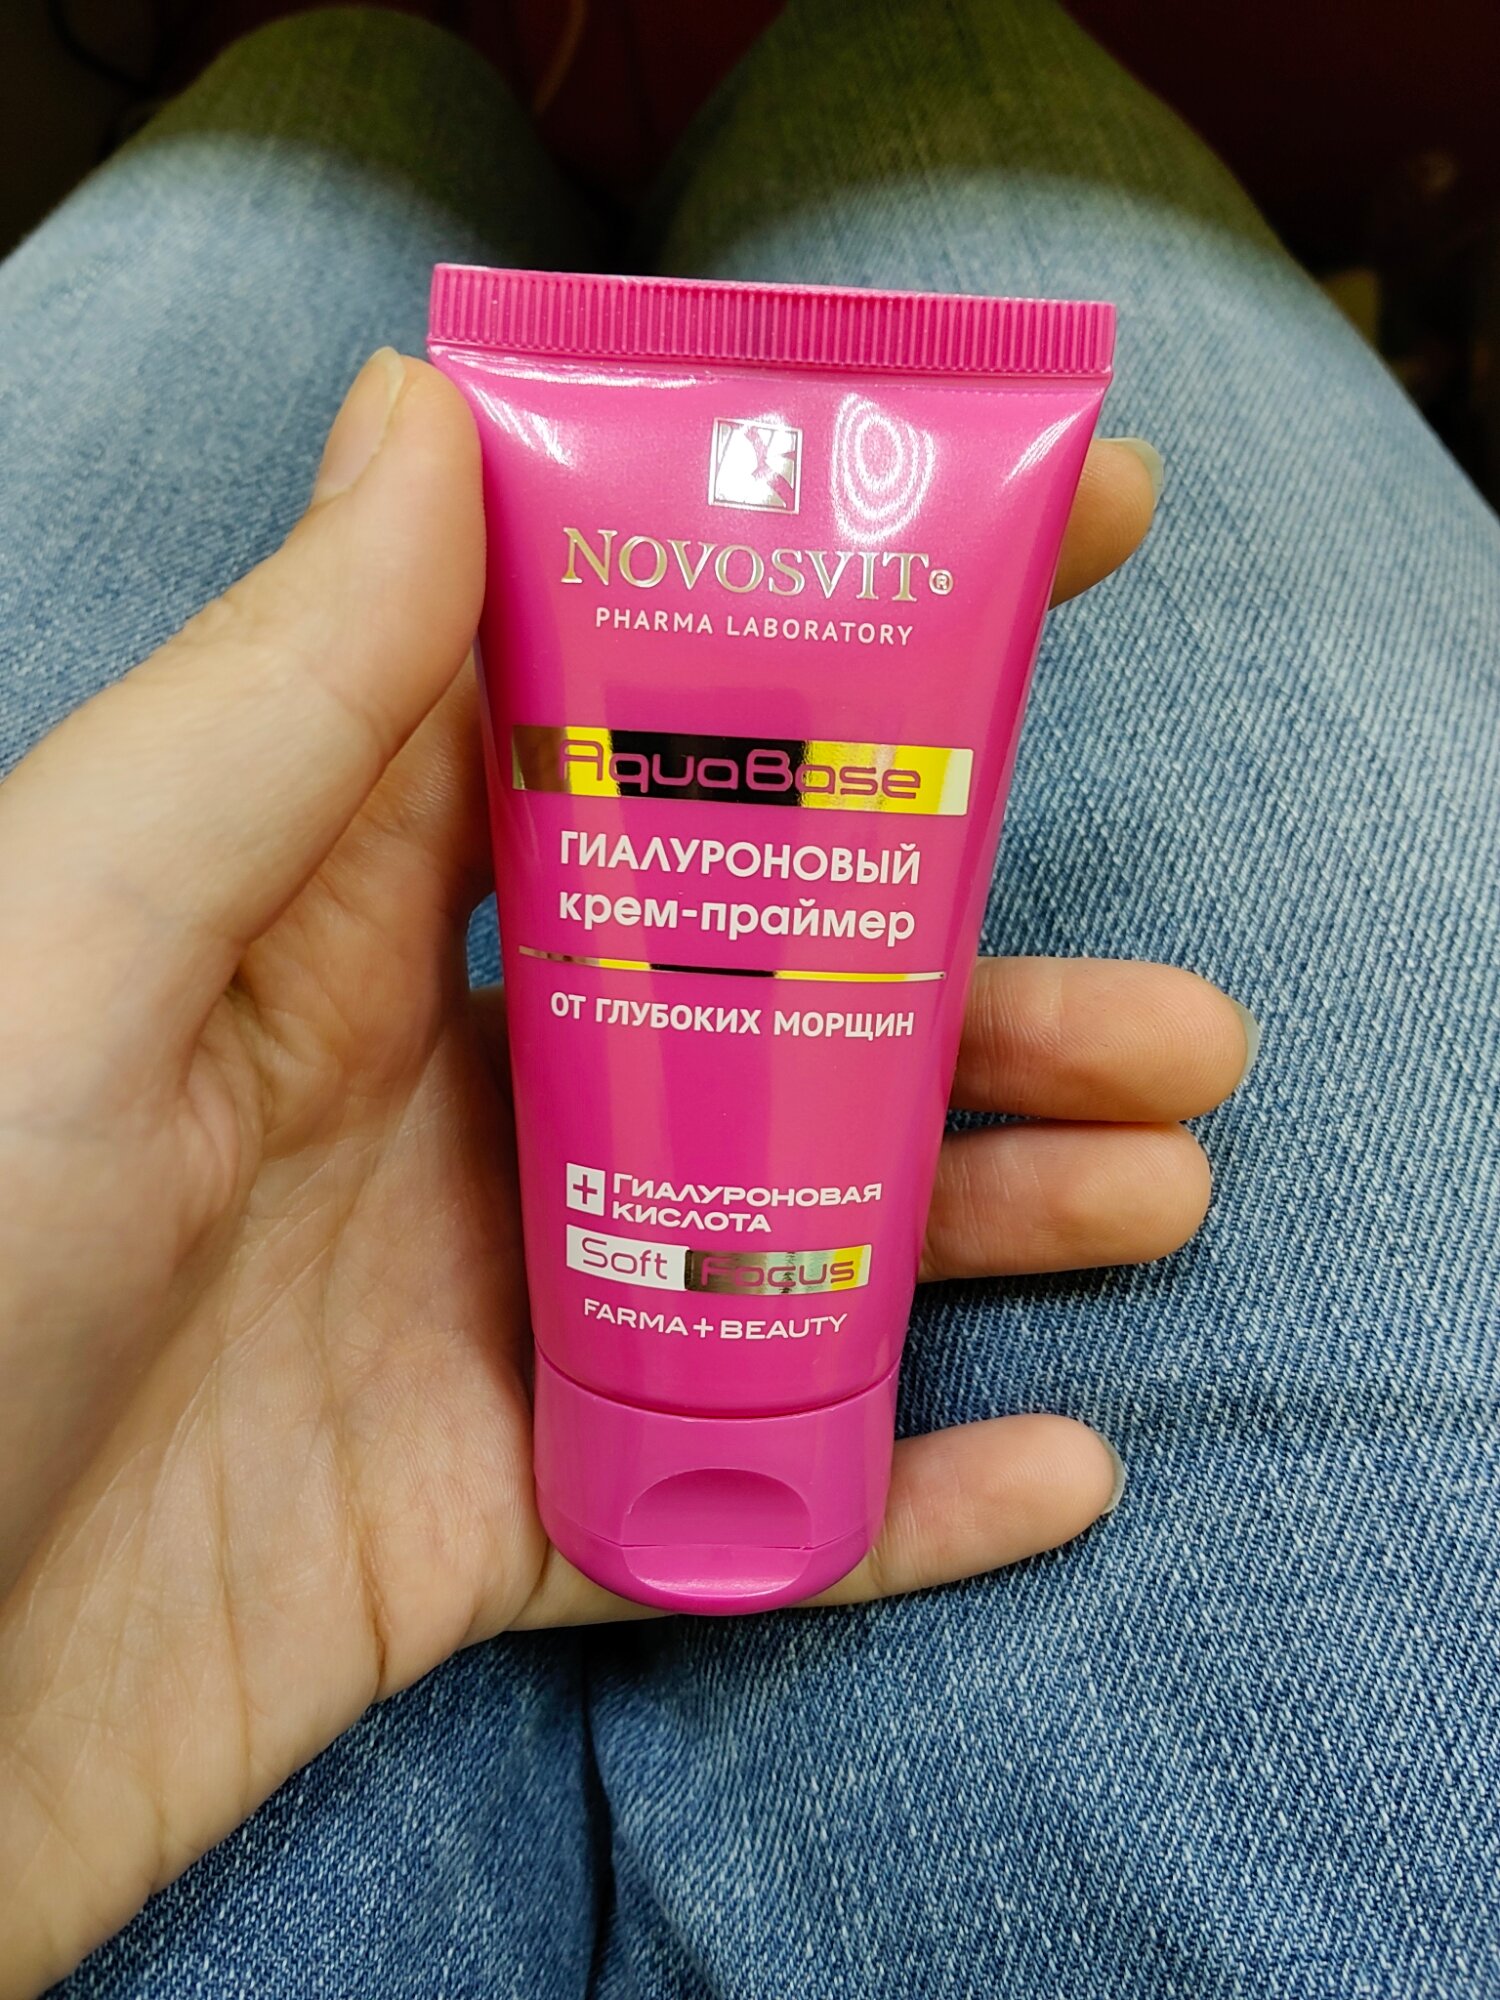 NOVOSVIT®
PHARMA LABORATORY
AquaBase
ГИАЛУРОНОВЫЙ
крем-праймер
ОТ ГЛУБОКИХ МОРЩИН
+ ГИАЛУРОНОВАЯ
КИСЛОТА
Soft Focus
FARMA+BEAUTY